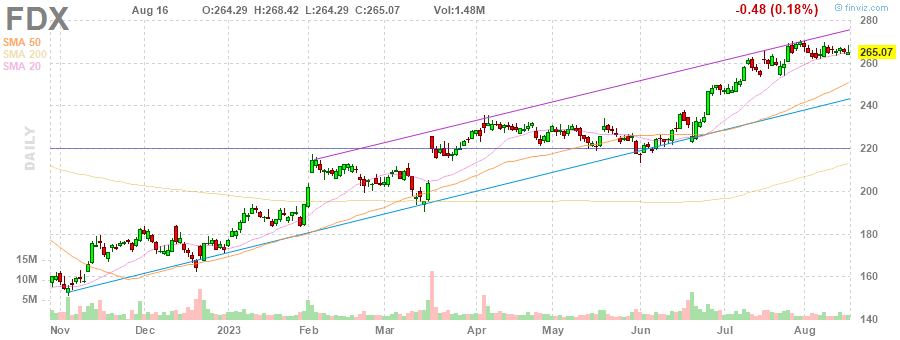 FDX
Aug 16 O:264.29 H:268.42 L:264.29 C:265.07 Vol:1.48M
-0.48 (0.18%)
© finviz.com
SMA 50
SMA 200
SMA 20
DAILY
280
265.07
260
240
220
200
180
160
140
15M
10M
5M
Nov Dec 2023 Feb Mar Apr May Jun Jul Aug